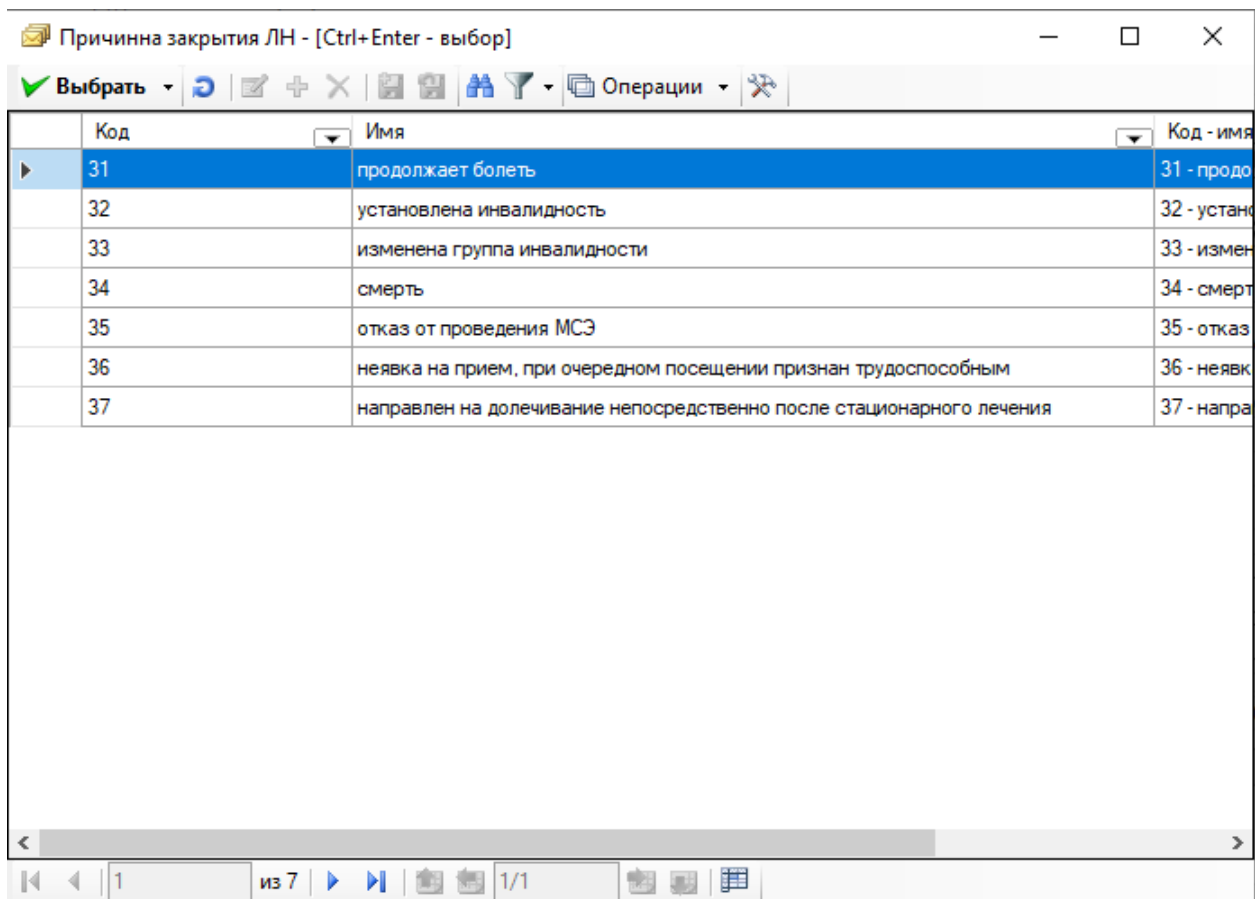 Причинна закрытия ЛН - [Ctrl+Enter - выбор]
Выбрать Операции
Код Имя Код - имя
31 продолжает болеть 31 - продо
32 установлена инвалидность 32 - устано
33 изменена группа инвалидности 33 - измен
34 смерть 34 - смерт
35 отказ от проведения МСЭ 35 - отказ
36 неявка на прием, при очередном посещении признан трудоспособным 36 - неявк
37 направлен на долечивание непосредственно после стационарного лечения 37 - напра
1 из 7 1/1